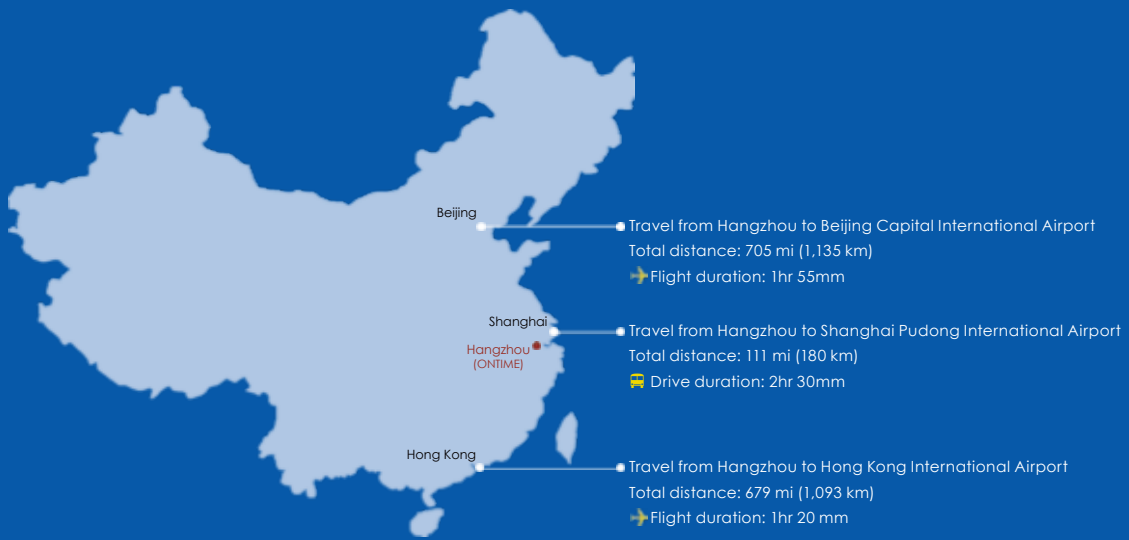 Beijing
Travel from Hangzhou to Beijing Capital International Airport
Total distance: 705 mi (1,135 km)
Flight duration: 1hr 55mm
Shanghai
Travel from Hangzhou to Shanghai Pudong International Airport
Hangzhou
(ONTIME)
Total distance: 111 mi (180 km)
Drive duration: 2hr 30mm
Hong Kong
Travel from Hangzhou to Hong Kong International Airport
Total distance: 679 mi (1,093 km)
Flight duration: 1hr 20 mm